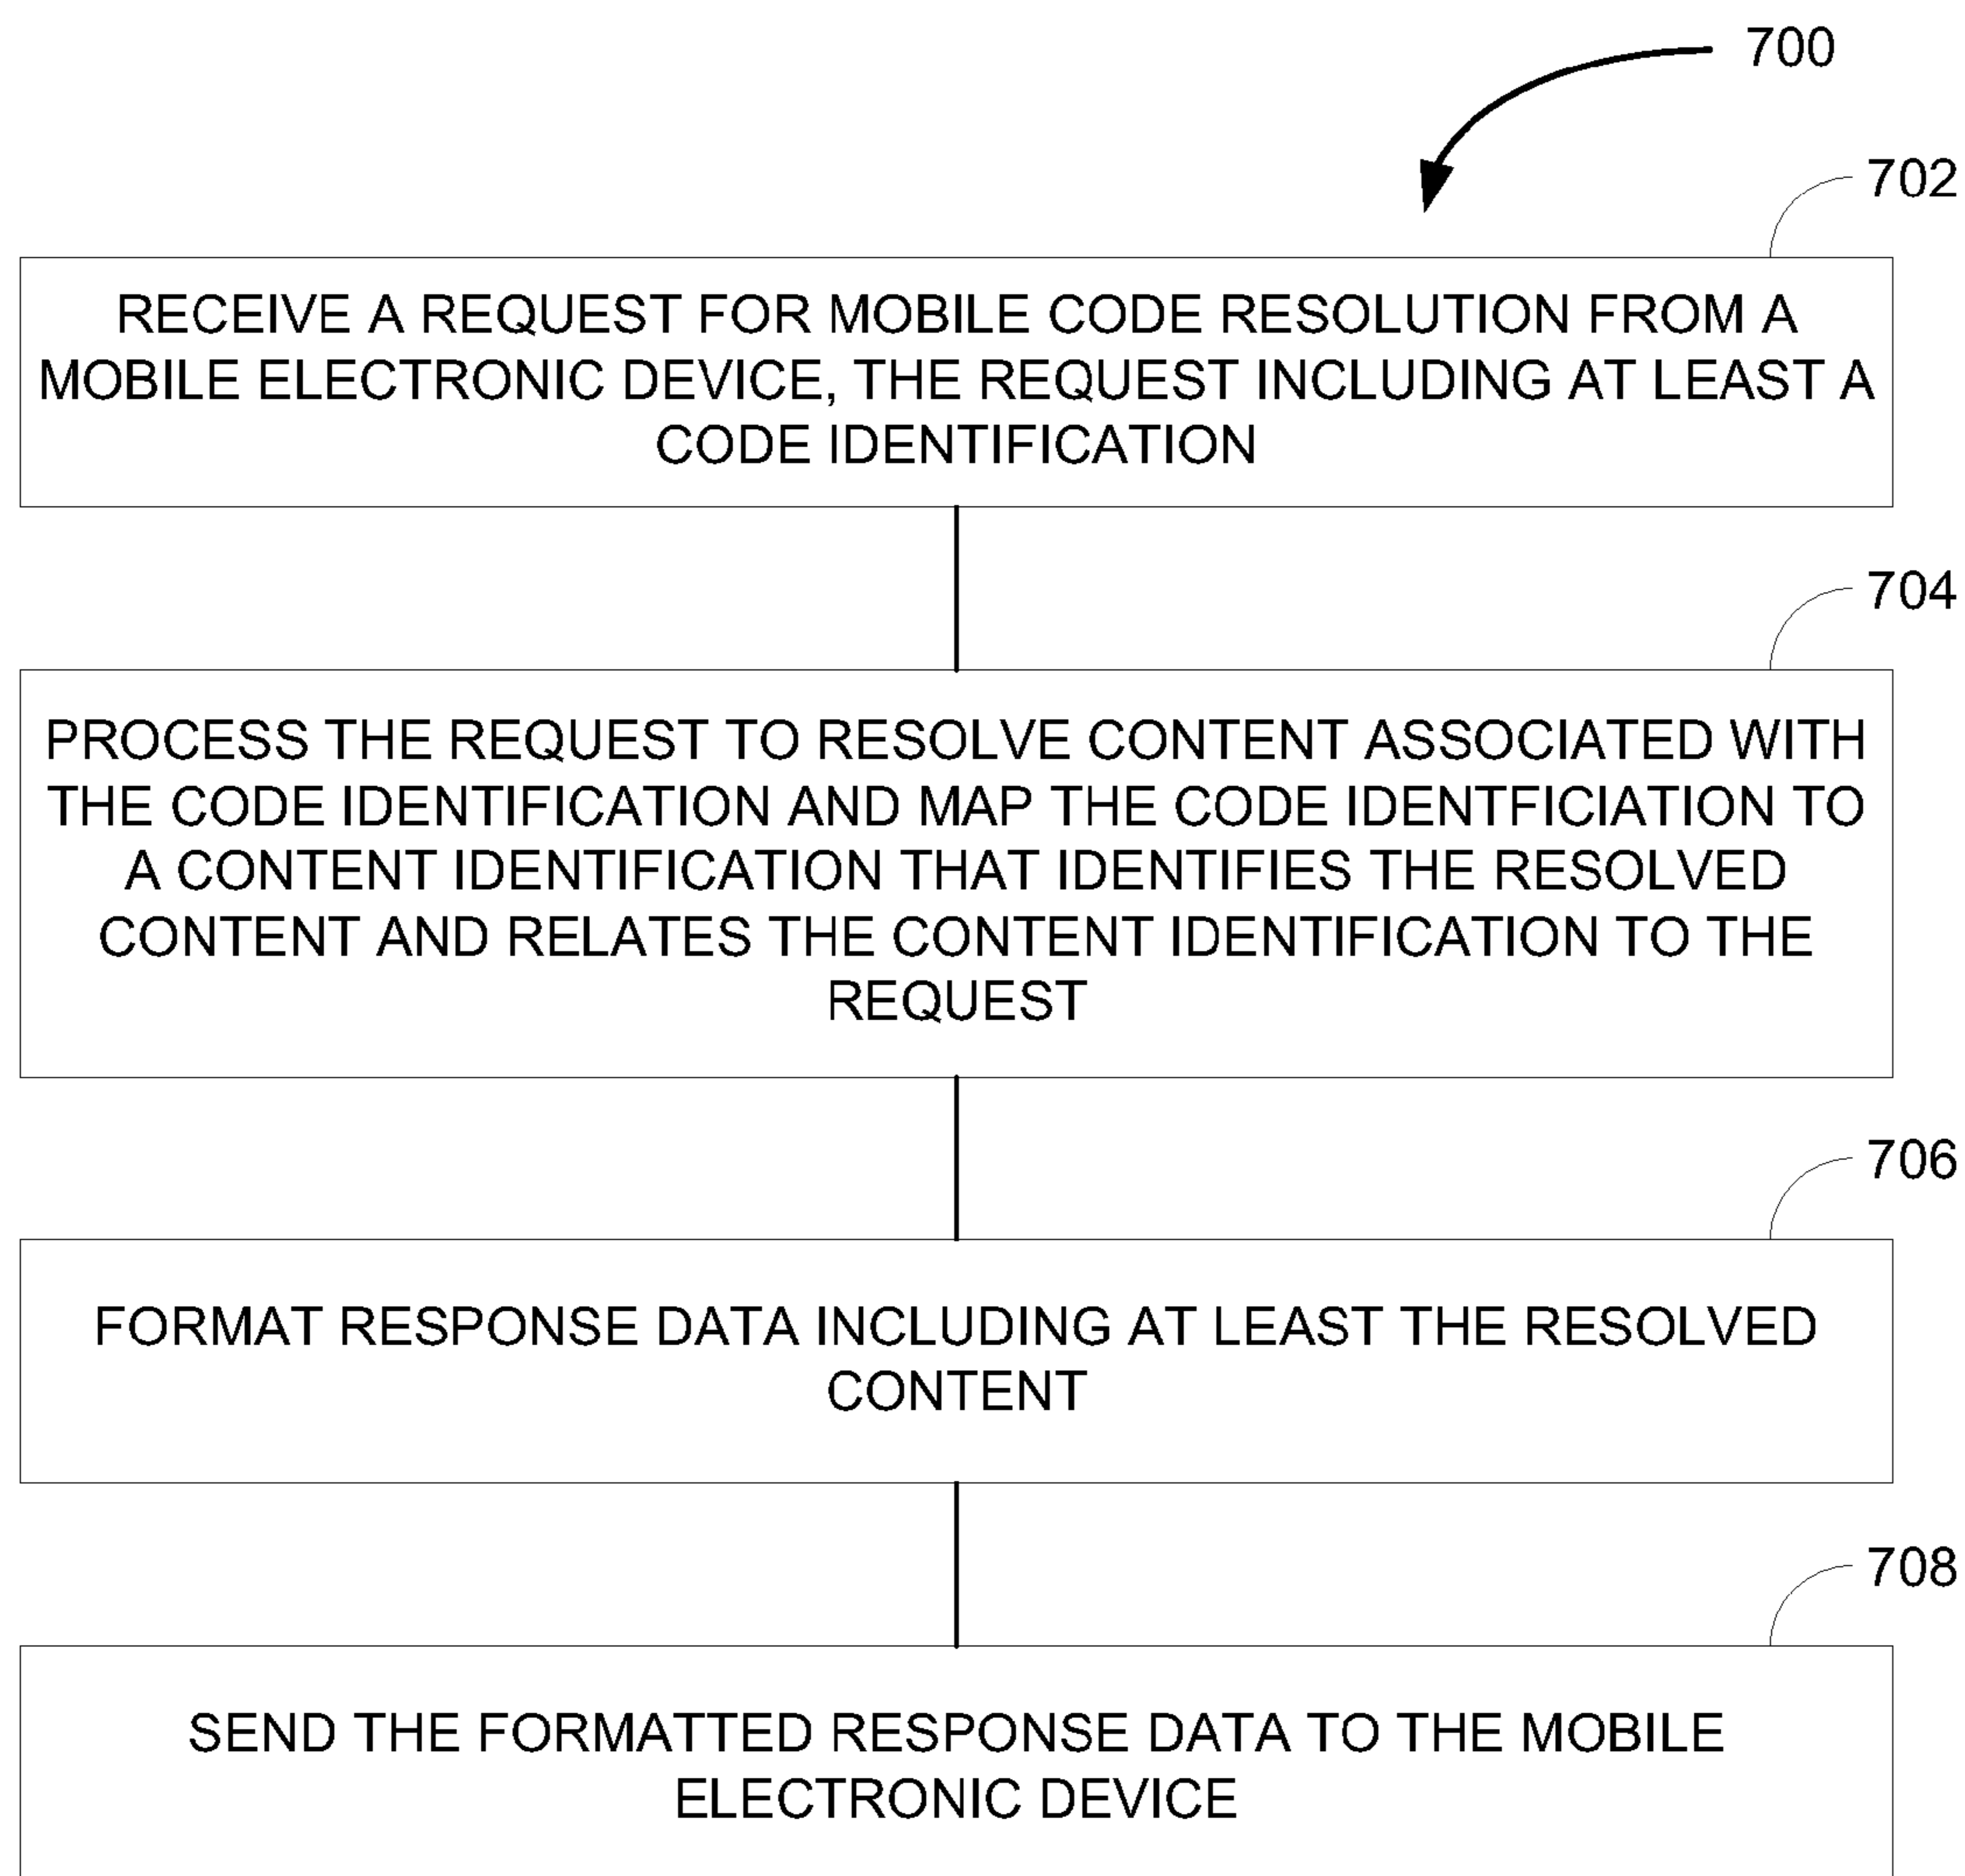 700
702
RECEIVE A REQUEST FOR MOBILE CODE RESOLUTION FROM A
MOBILE ELECTRONIC DEVICE, THE REQUEST INCLUDING AT LEAST A
CODE IDENTIFICATION
704
PROCESS THE REQUEST TO RESOLVE CONTENT ASSOCIATED WITH
THE CODE IDENTIFICATION AND MAP THE CODE IDENTFICIATION TO
A CONTENT IDENTIFICATION THAT IDENTIFIES THE RESOLVED
CONTENT AND RELATES THE CONTENT IDENTIFICATION TO THE
REQUEST
706
FORMAT RESPONSE DATA INCLUDING AT LEAST THE RESOLVED
CONTENT
708
SEND THE FORMATTED RESPONSE DATA TO THE MOBILE
ELECTRONIC DEVICE